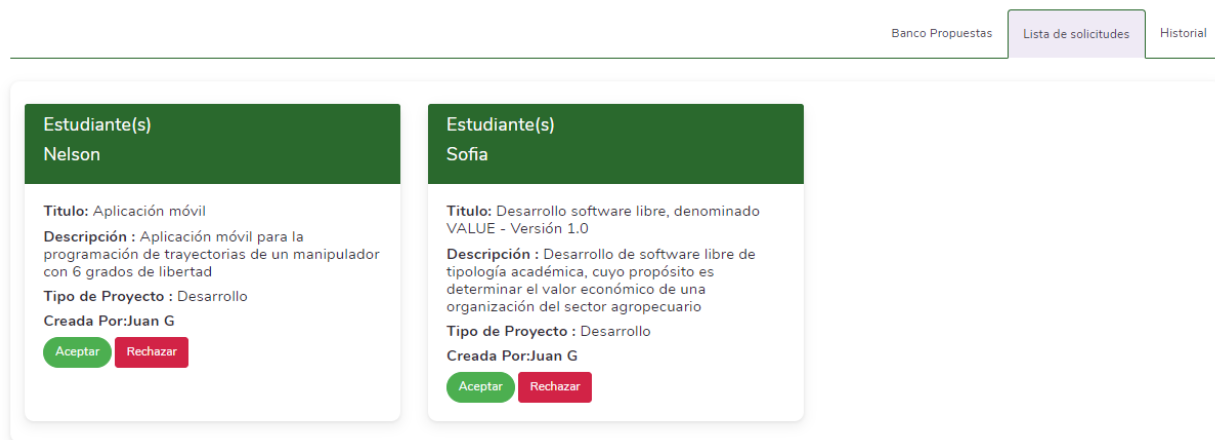 Banco Propuestas
Lista de solicitudes
Historial
Estudiante(s)
Nelson
Titulo: Aplicación móvil
Descripción : Aplicación móvil para la
programación de trayectorias de un manipulador
con 6 grados de libertad
Tipo de Proyecto : Desarrollo
Creada Por:Juan G
Aceptar
Rechazar
Estudiante(s)
Sofia
Titulo: Desarrollo software libre, denominado
VALUE - Versión 1.0
Descripción : Desarrollo de software libre de
tipología académica, cuyo propósito es
determinar el valor económico de una
organización del sector agropecuario
Tipo de Proyecto : Desarrollo
Creada Por:Juan G
Aceptar
Rechazar